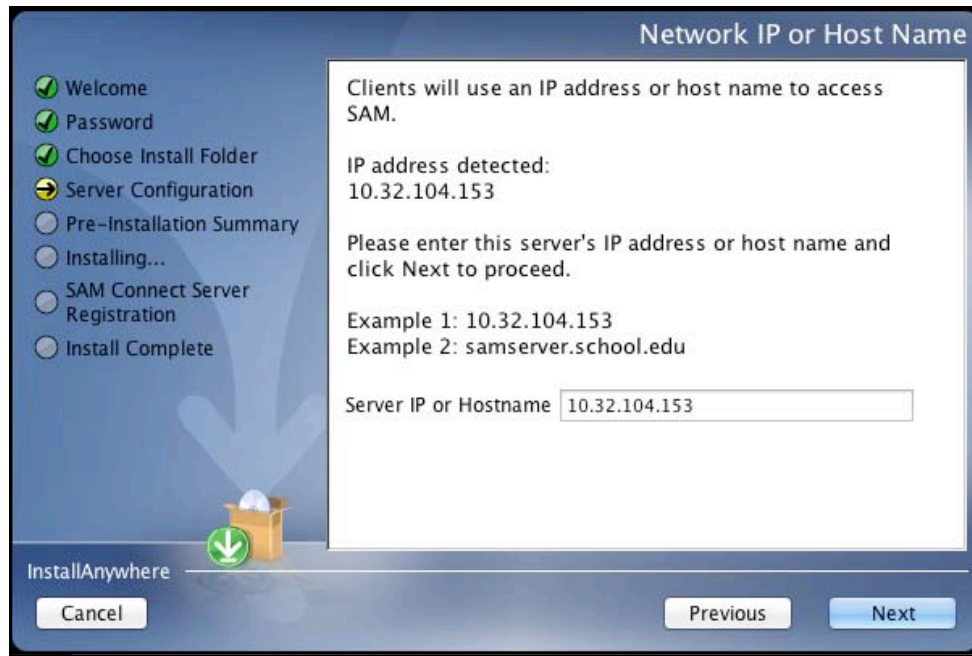 Network IP or Host Name
Welcome
Password
Choose Install Folder
Server Configuration
Pre-Installation Summary
Installing...
SAM Connect Server
Registration
Install Complete
Clients will use an IP address or host name to access
SAM.
IP address detected:
10.32.104.153
Please enter this server's IP address or host name and
click Next to proceed.
Example 1: 10.32.104.153
Example 2: samserver.school.edu
Server IP or Hostname 10.32.104.153
InstallAnywhere
Cancel
Previous
Next